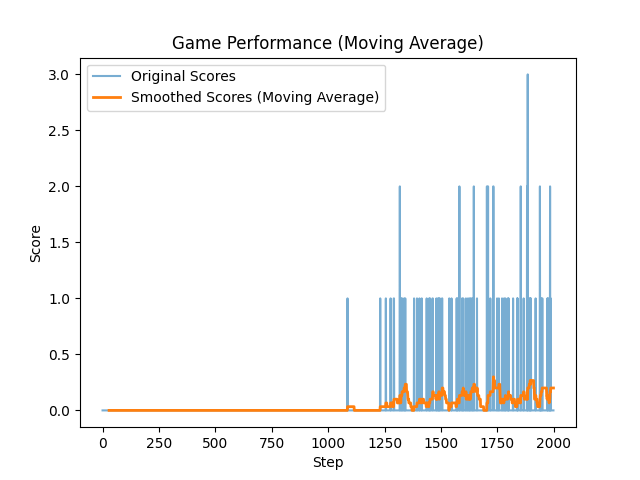 Game Performance (Moving Average)
Original Scores
Smoothed Scores (Moving Average)
3.0
2.5
2.0
1.5
1.0
0.5
0.0
Score
0 250 500 750 1000 1250 1500 1750 2000
Step